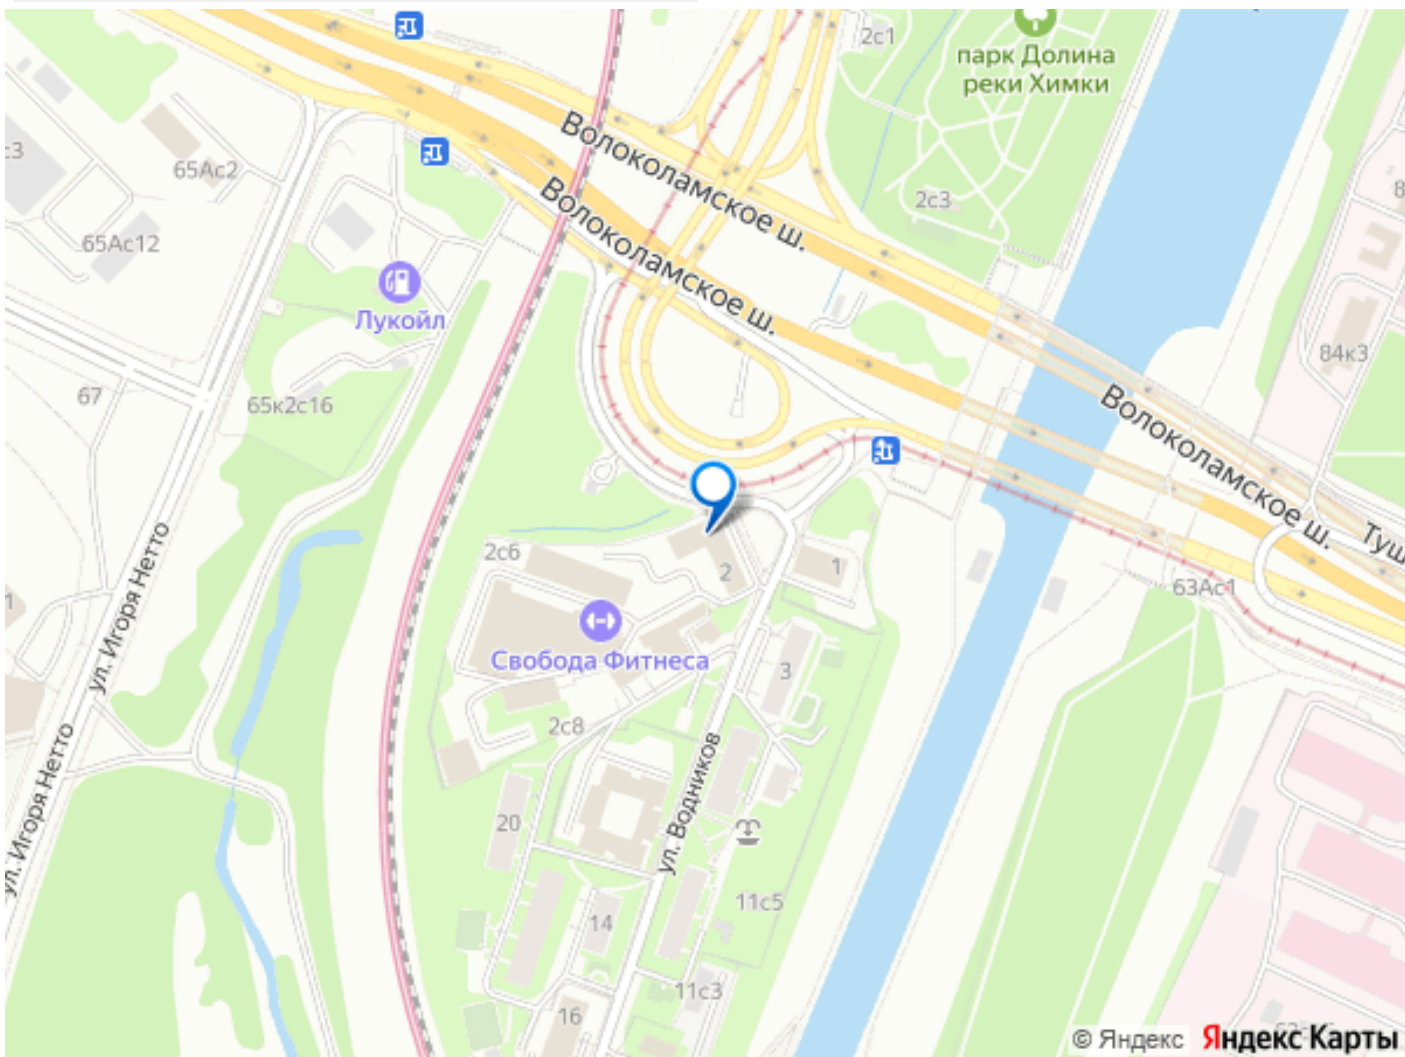 2с1
парк Долина
реки Химки
Волоколамское ш.
65Ас2
Волоколамское ш.
2с3
65Ас12
Лукойл
84к3
67
65к2с16
Волоколамское ш.
ул. Игоря Нетто
2с6
2
1
63Ас1
Свобода Фитнеса
3
2с8
ул. Игоря Нетто
ул. Водников
20
11с5
14
11с3
16
© Яндекс Яндекс Карты